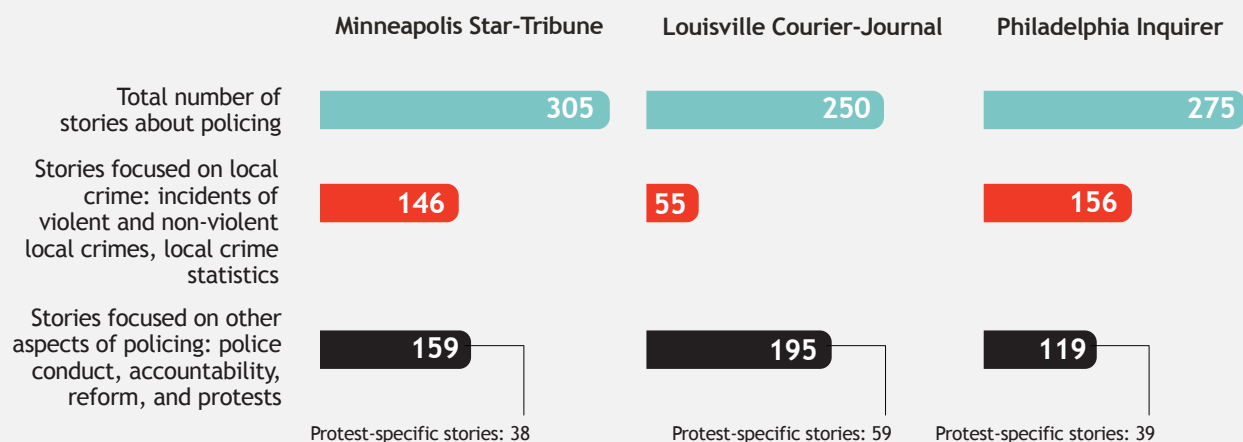 Minneapolis Star-Tribune
Louisville Courier-Journal
Philadelphia Inquirer
Total number of
stories about policing
305
250
275
Stories focused on local
crime: incidents of
violent and non-violent
local crimes, local crime
statistics
146
55
156
Stories focused on other
aspects of policing: police
conduct, accountability,
reform, and protests
159
195
119
Protest-specific stories: 38
Protest-specific stories: 59
Protest-specific stories: 39